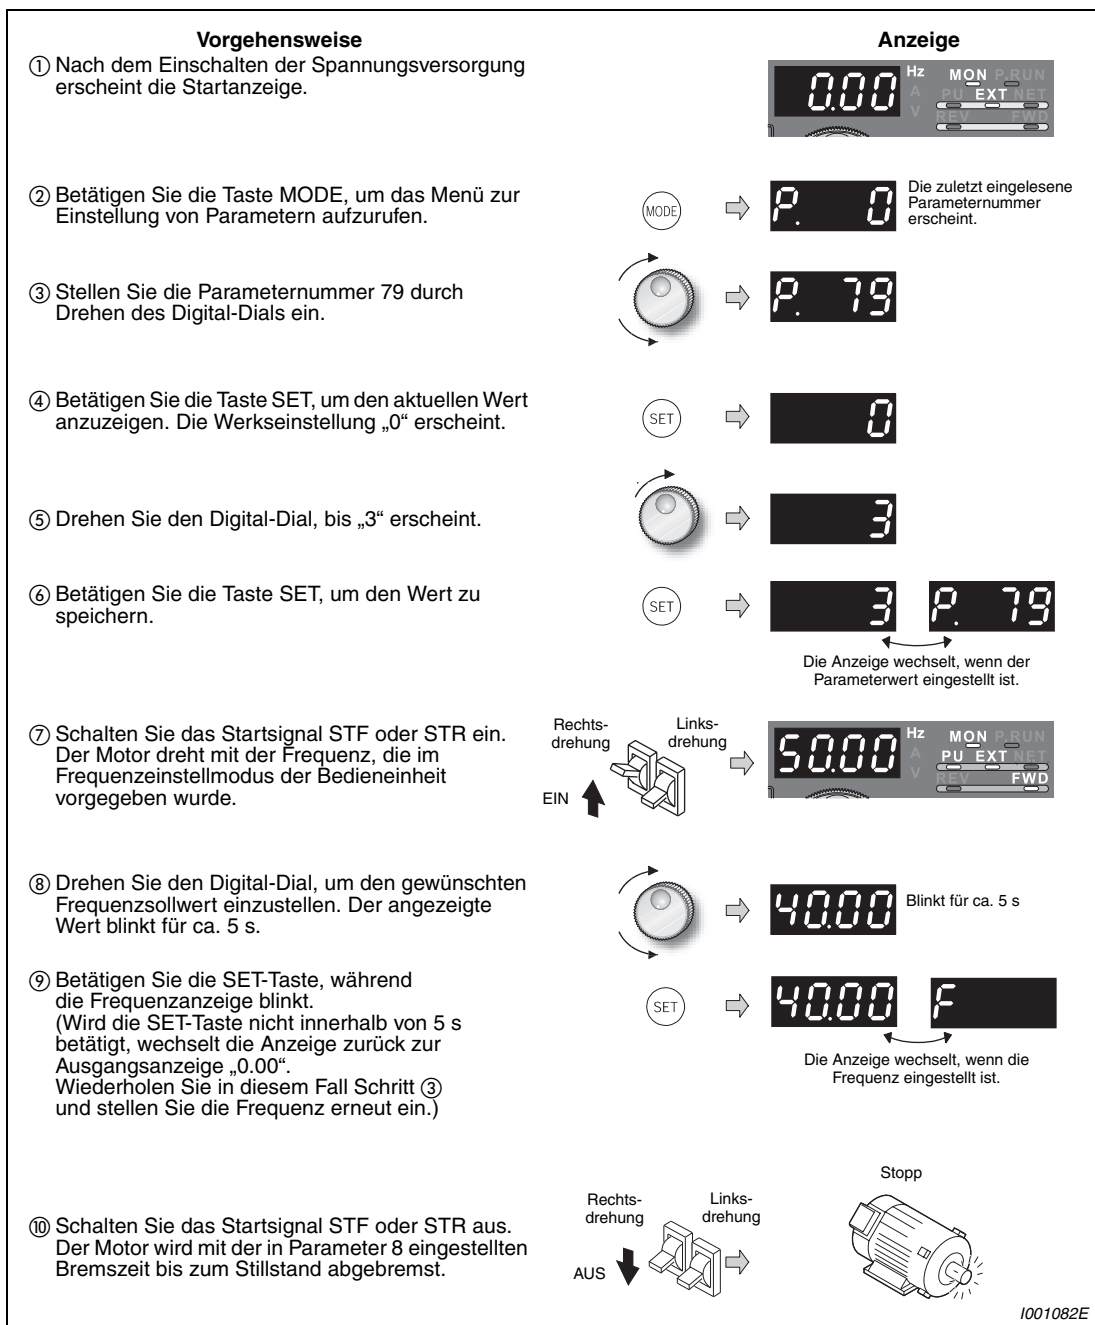 Vorgehensweise
Anzeige
① Nach dem Einschalten der Spannungsversorgung
erscheint die Startanzeige.
0.00 Hz MON P.RUN
A PU EXT NET
V REV FWD
② Betätigen Sie die Taste MODE, um das Menü zur
Einstellung von Parametern aufzurufen.
MODE
P. 0
Die zuletzt eingelesene
Parameternummer
erscheint.
③ Stellen Sie die Parameternummer 79 durch
Drehen des Digital-Dials ein.
P. 79
④ Betätigen Sie die Taste SET, um den aktuellen Wert
anzuzeigen. Die Werkseinstellung „0“ erscheint.
SET
0
⑤ Drehen Sie den Digital-Dial, bis „3“ erscheint.
3
⑥ Betätigen Sie die Taste SET, um den Wert zu
speichern.
SET
3 P. 79
Die Anzeige wechselt, wenn der
Parameterwert eingestellt ist.
⑦ Schalten Sie das Startsignal STF oder STR ein.
Der Motor dreht mit der Frequenz, die im
Frequenzeinstellmodus der Bedieneinheit
vorgegeben wurde.
Rechts-
drehung
Links-
drehung
EIN
50.00 Hz MON P.RUN
A PU EXT NET
V REV FWD
⑧ Drehen Sie den Digital-Dial, um den gewünschten
Frequenzsollwert einzustellen. Der angezeigte
Wert blinkt für ca. 5 s.
40.00
Blinkt für ca. 5 s
⑨ Betätigen Sie die SET-Taste, während
die Frequenzanzeige blinkt.
(Wird die SET-Taste nicht innerhalb von 5 s
betätigt, wechselt die Anzeige zurück zur
Ausgangsanzeige „0.00“.
Wiederholen Sie in diesem Fall Schritt ③
und stellen Sie die Frequenz erneut ein.)
SET
40.00 F
Die Anzeige wechselt, wenn die
Frequenz eingestellt ist.
⑩ Schalten Sie das Startsignal STF oder STR aus.
Der Motor wird mit der in Parameter 8 eingestellten
Bremszeit bis zum Stillstand abgebremst.
Rechts-
drehung
Links-
drehung
AUS
Stopp
I001082E